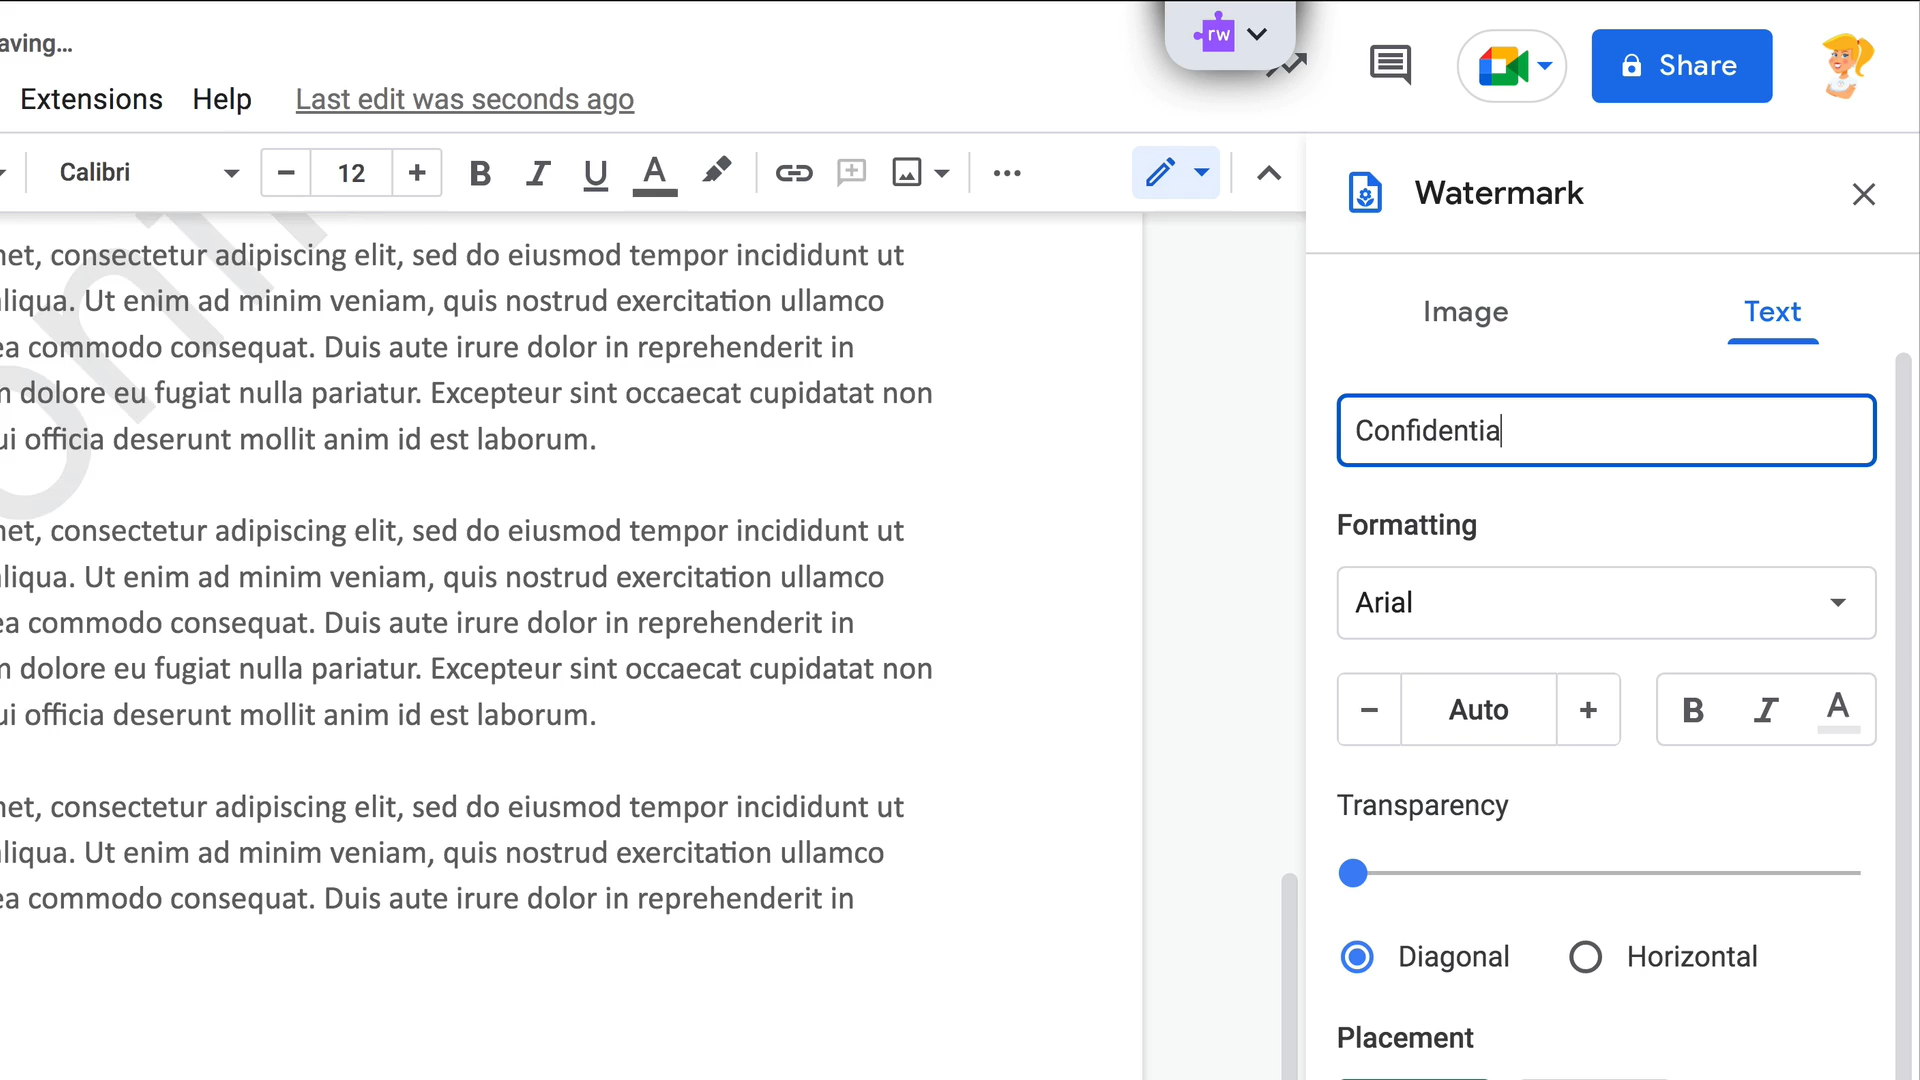 aving...
rw
Share
Extensions Help Last edit was seconds ago
Calibri 12 B I U A
Watermark
Image Text
Confidentia
Formatting
Arial
Auto
B I A
Transparency
Diagonal Horizontal
Placement
onfi
net, consectetur adipiscing elit, sed do eiusmod tempor incididunt ut
aliqua. Ut enim ad minim veniam, quis nostrud exercitation ullamco
ea commodo consequat. Duis aute irure dolor in reprehenderit in
m dolore eu fugiat nulla pariatur. Excepteur sint occaecat cupidatat non
ui officia deserunt mollit anim id est laborum.
net, consectetur adipiscing elit, sed do eiusmod tempor incididunt ut
aliqua. Ut enim ad minim veniam, quis nostrud exercitation ullamco
ea commodo consequat. Duis aute irure dolor in reprehenderit in
m dolore eu fugiat nulla pariatur. Excepteur sint occaecat cupidatat non
ui officia deserunt mollit anim id est laborum.
net, consectetur adipiscing elit, sed do eiusmod tempor incididunt ut
aliqua. Ut enim ad minim veniam, quis nostrud exercitation ullamco
ea commodo consequat. Duis aute irure dolor in reprehenderit in